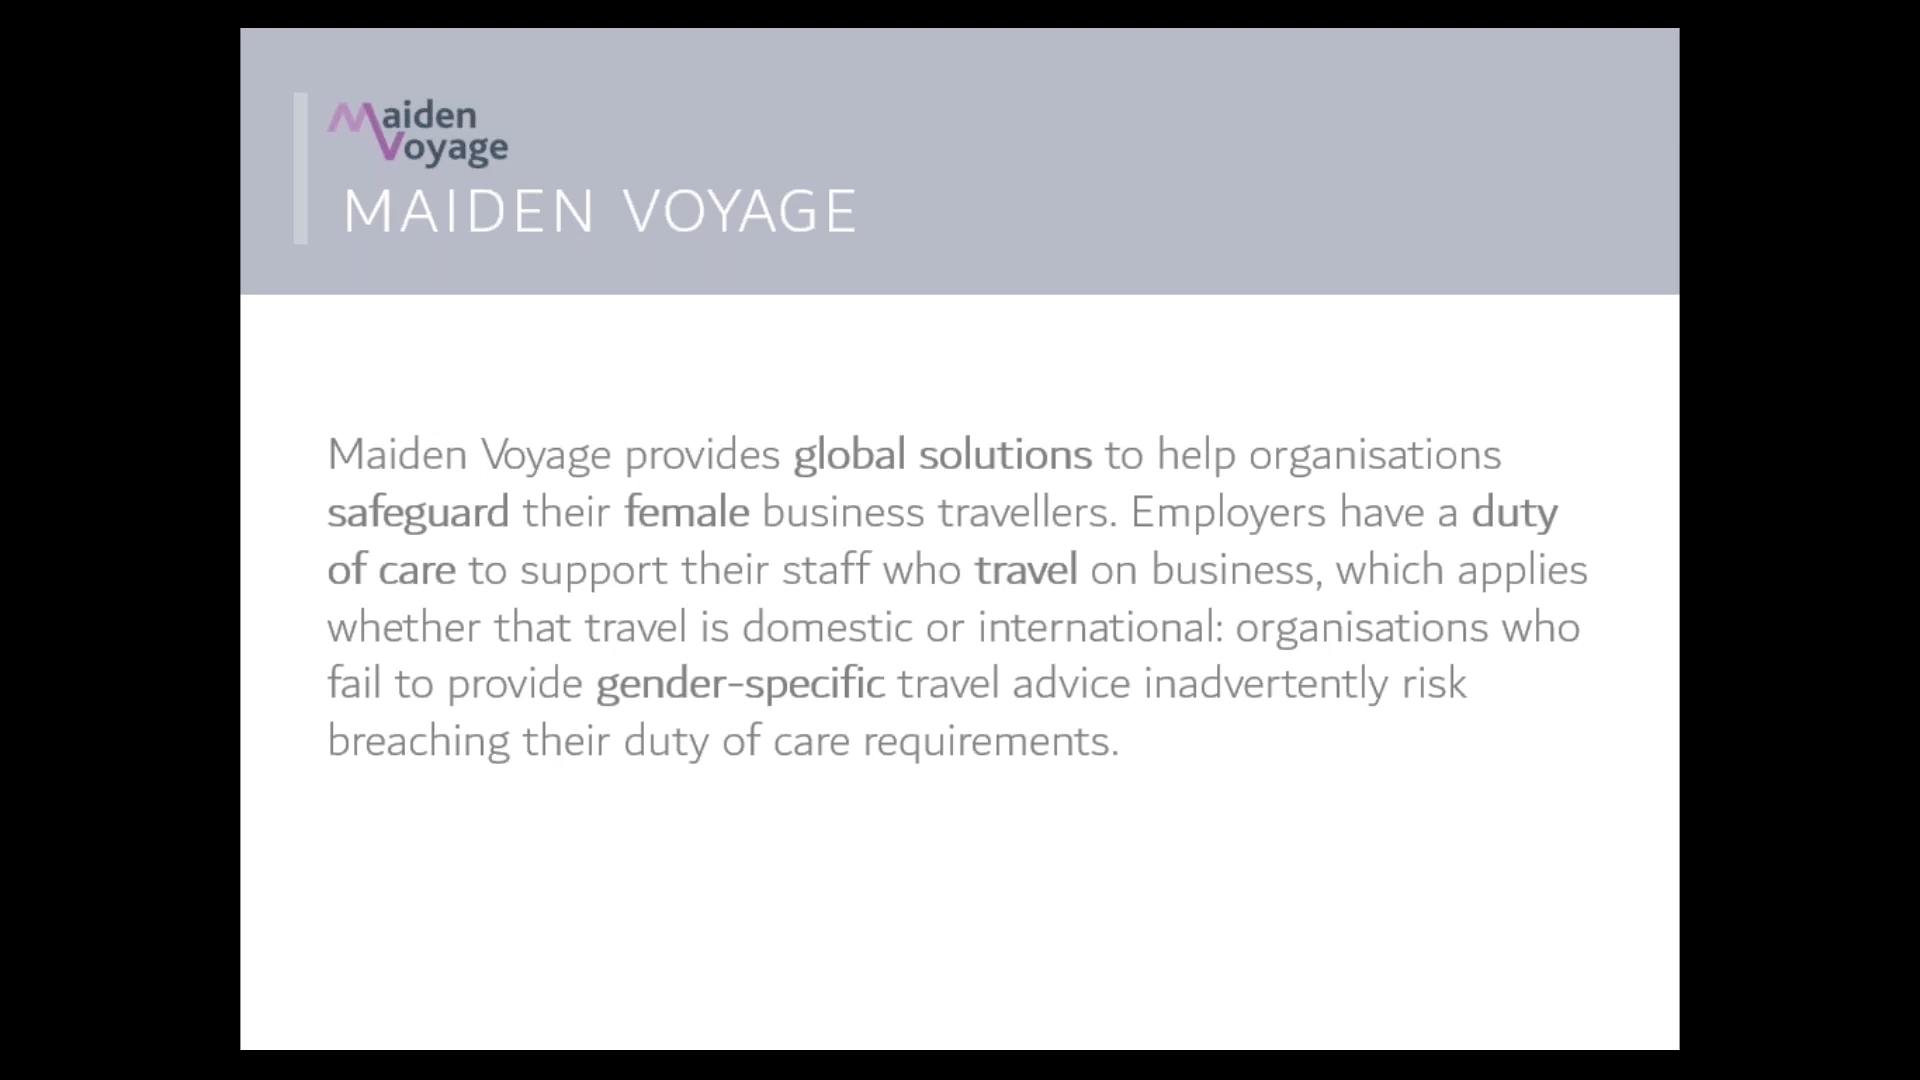 Maiden
Voyage
MAIDEN VOYAGE
Maiden Voyage provides global solutions to help organisations
safeguard their female business travellers. Employers have a duty
of care to support their staff who travel on business, which applies
whether that travel is domestic or international: organisations who
fail to provide gender-specific travel advice inadvertently risk
breaching their duty of care requirements.